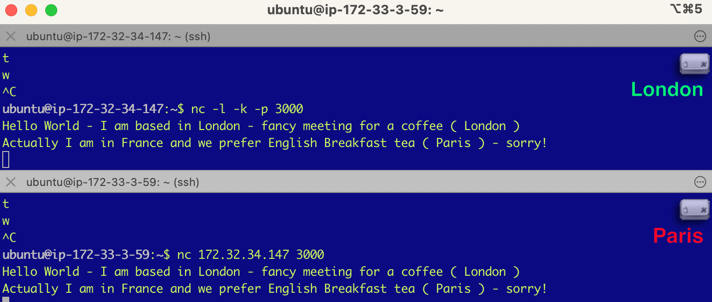 ubuntu@ip-172-33-3-59: ~
⌥⌘5
ubuntu@ip-172-32-34-147: ~ (ssh)
t
w
^C
London
ubuntu@ip-172-32-34-147:~$ nc -l -k -p 3000
Hello World - I am based in London - fancy meeting for a coffee ( London )
Actually I am in France and we prefer English Breakfast tea ( Paris ) - sorry!
ubuntu@ip-172-33-3-59: ~ (ssh)
t
w
^C
Paris
ubuntu@ip-172-33-3-59:~$ nc 172.32.34.147 3000
Hello World - I am based in London - fancy meeting for a coffee ( London )
Actually I am in France and we prefer English Breakfast tea ( Paris ) - sorry!